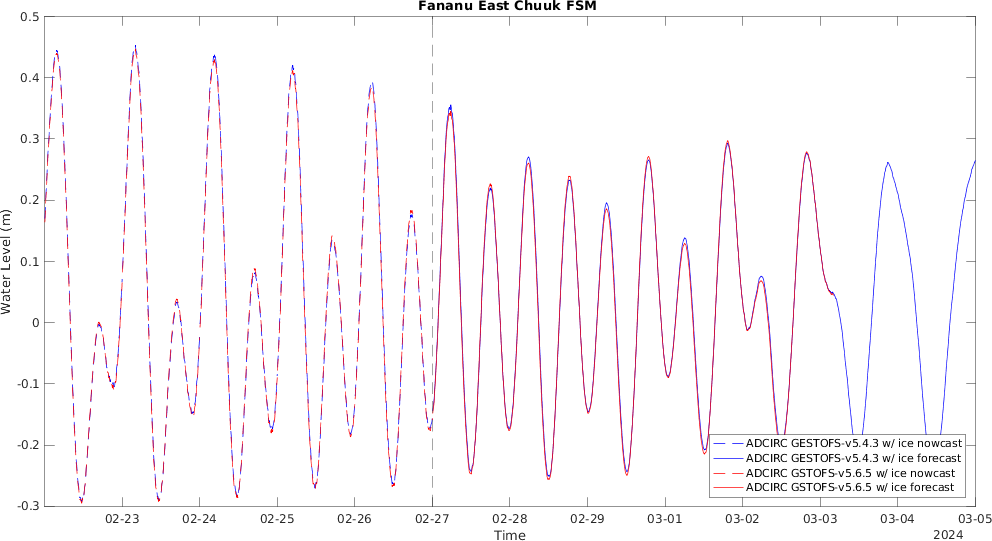 Fananu East Chuuk FSM
0.5
0.4
0.3
0.2
0.1
0
-0.1
-0.2
-0.3
Water Level (m)
ADCIRC GESTOFS-v5.4.3 w/ ice nowcast
ADCIRC GESTOFS-v5.4.3 w/ ice forecast
ADCIRC GSTOFS-v5.6.5 w/ ice nowcast
ADCIRC GSTOFS-v5.6.5 w/ ice forecast
02-23 02-24 02-25 02-26 02-27 02-28 02-29 03-01 03-02 03-03 03-04 03-05
Time
2024